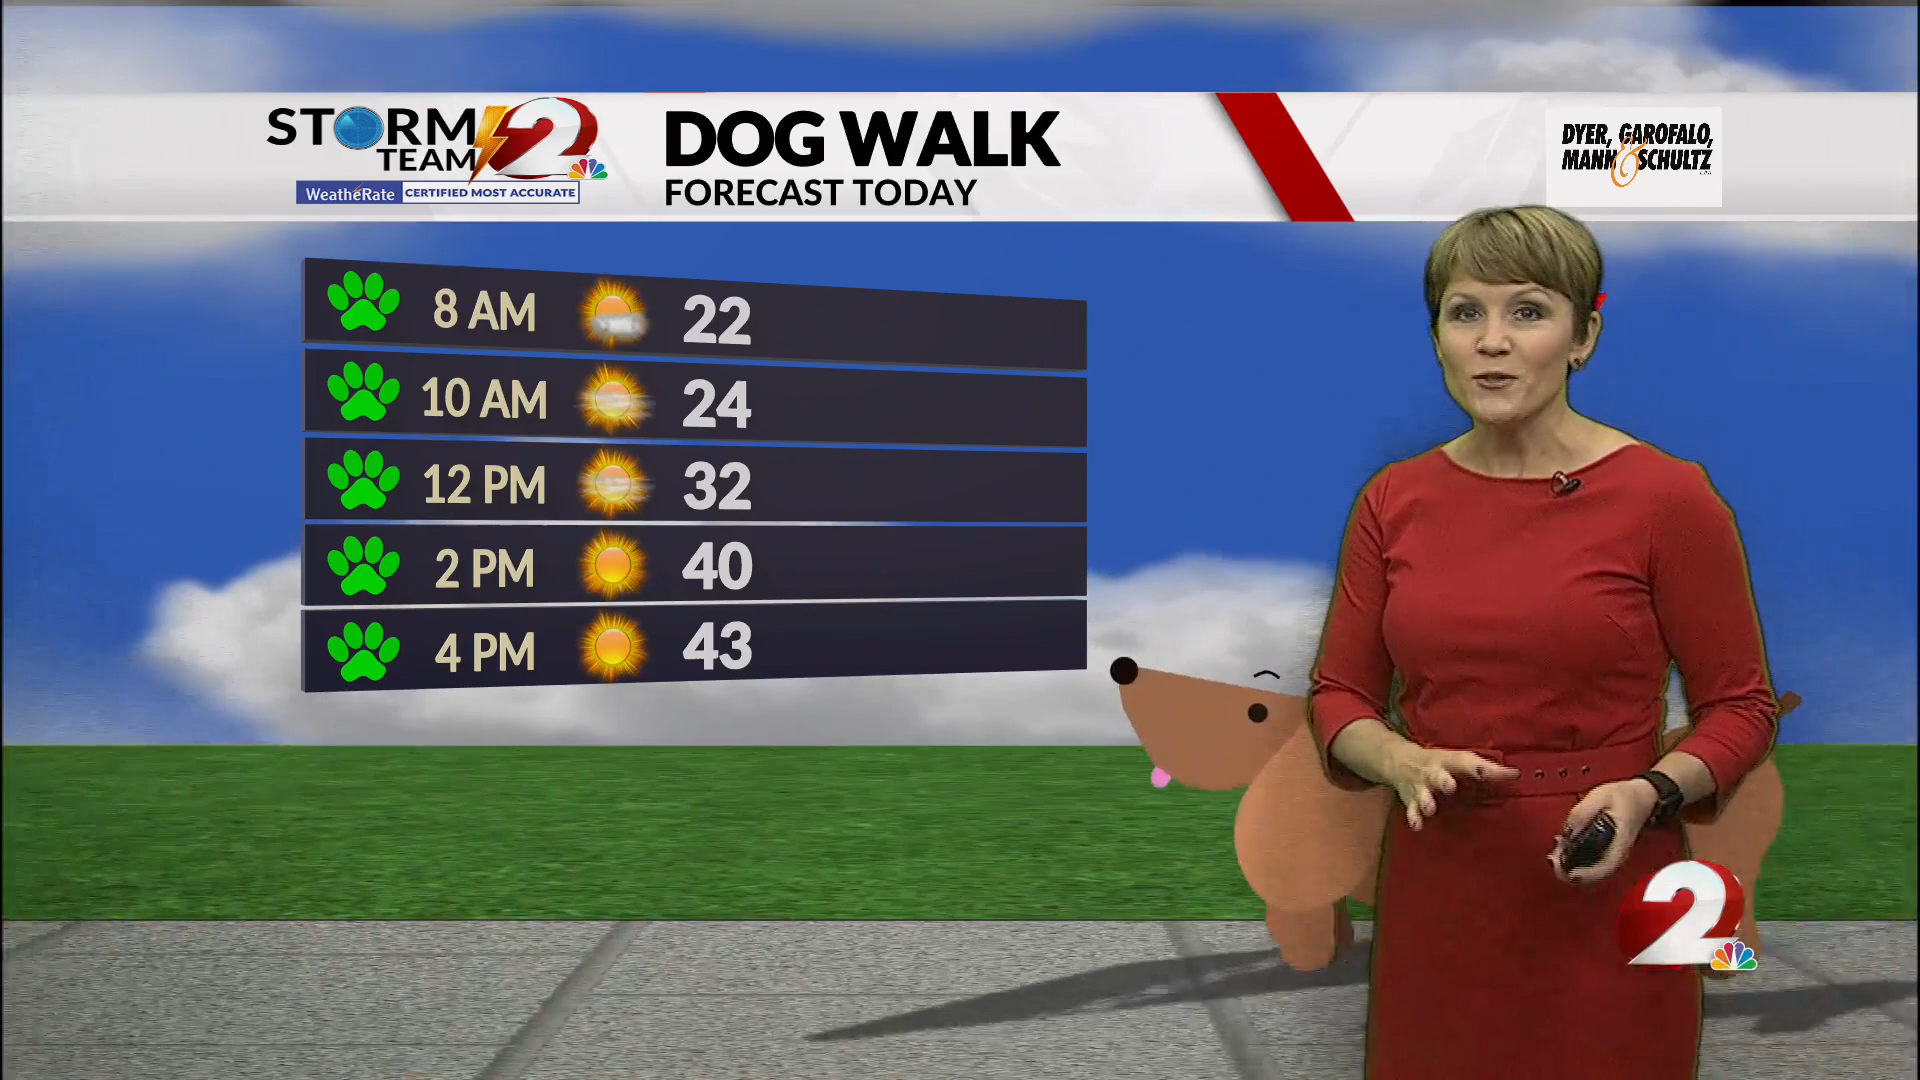 STORM
TEAM
2
WeatheRate CERTIFIED MOST ACCURATE
DOG WALK
FORECAST TODAY
DYER, GAROFALO,
MANN & SCHULTZ
8 AM 22
10 AM 24
12 PM 32
2 PM 40
4 PM 43
2